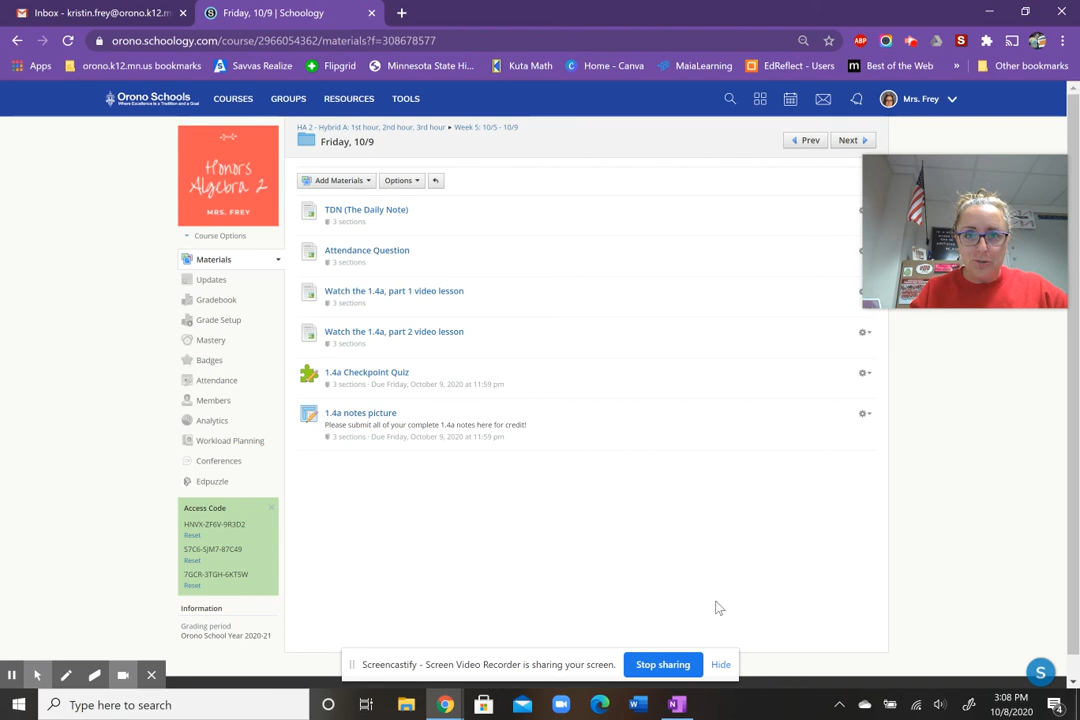 Inbox - kristin.frey@orono.k12.m
Friday, 10/9 | Schoology
orono.schoology.com/course/2966054362/materials?f=308678577
ABP
Apps
orono.k12.mn.us bookmarks
Savvas Realize
Flipgrid
Minnesota State Hi...
Kuta Math
Home - Canva
MaiaLearning
EdReflect - Users
Best of the Web
»
Other bookmarks
Orono Schools
Where Excellence is a Tradition and a Goal
COURSES
GROUPS
RESOURCES
TOOLS
Mrs. Frey
Honors
Algebra 2
MRS. FREY
Course Options
Materials
Updates
Gradebook
Grade Setup
Mastery
Badges
Attendance
Members
Analytics
Workload Planning
Conferences
Edpuzzle
Access Code
HNVX-ZF6V-9R3D2
Reset
S7C6-SJM7-87C49
Reset
7GCR-3TGH-6KT5W
Reset
Information
Grading period
Orono School Year 2020-21
HA 2 - Hybrid A: 1st hour, 2nd hour, 3rd hour ▸ Week 5: 10/5 - 10/9
Friday, 10/9
Prev
Next
Add Materials
Options
TDN (The Daily Note)
3 sections
Attendance Question
3 sections
Watch the 1.4a, part 1 video lesson
3 sections
Watch the 1.4a, part 2 video lesson
3 sections
1.4a Checkpoint Quiz
3 sections · Due Friday, October 9, 2020 at 11:59 pm
1.4a notes picture
Please submit all of your complete 1.4a notes here for credit!
3 sections · Due Friday, October 9, 2020 at 11:59 pm
Screencastify - Screen Video Recorder is sharing your screen.
Stop sharing
Hide
S
Type here to search
3:08 PM
10/8/2020
4